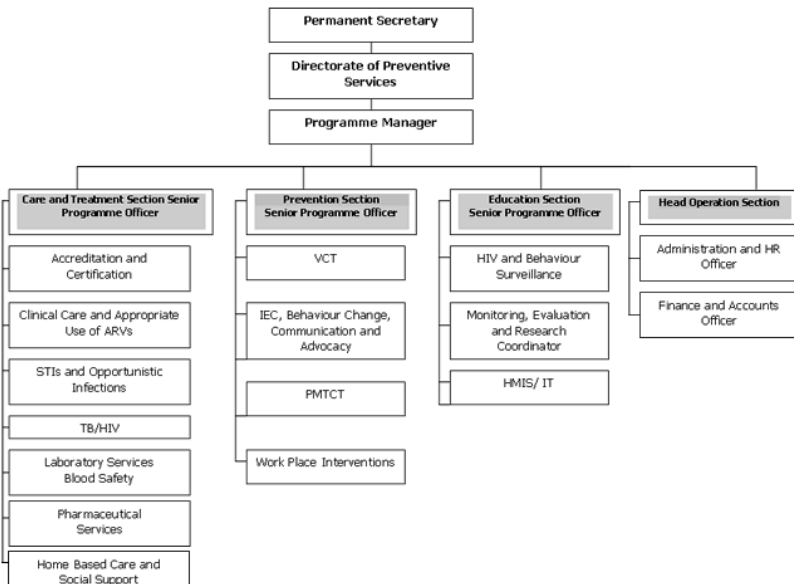 Permanent Secretary
Directorate of Preventive
Services
Programme Manager
Care and Treatment Section Senior
Programme Officer
Accreditation and
Certification
Clinical Care and Appropriate
Use of ARVs
STIs and Opportunistic
Infections
TB/HIV
Laboratory Services
Blood Safety
Pharmaceutical
Services
Home Based Care and
Social Support
Prevention Section
Senior Programme Officer
VCT
IEC, Behaviour Change,
Communication and
Advocacy
PMTCT
Work Place Interventions
Education Section
Senior Programme Officer
HIV and Behaviour
Surveillance
Monitoring, Evaluation
and Research
Coordinator
HMIS/ IT
Head Operation Section
Administration and HR
Officer
Finance and Accounts
Officer